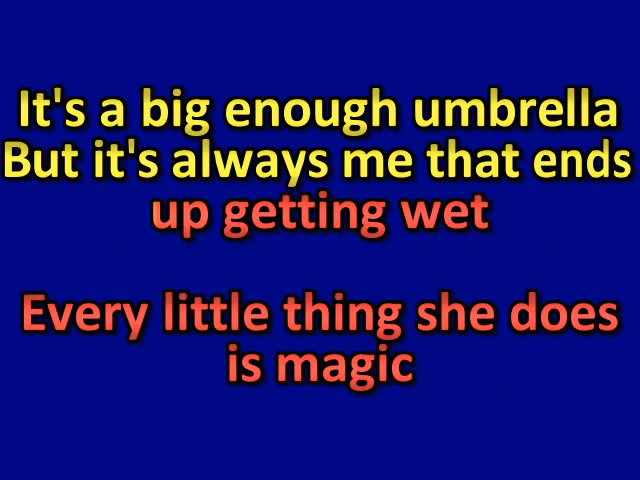 It's a big enough umbrella
But it's always me that ends
up getting wet
Every little thing she does
is magic